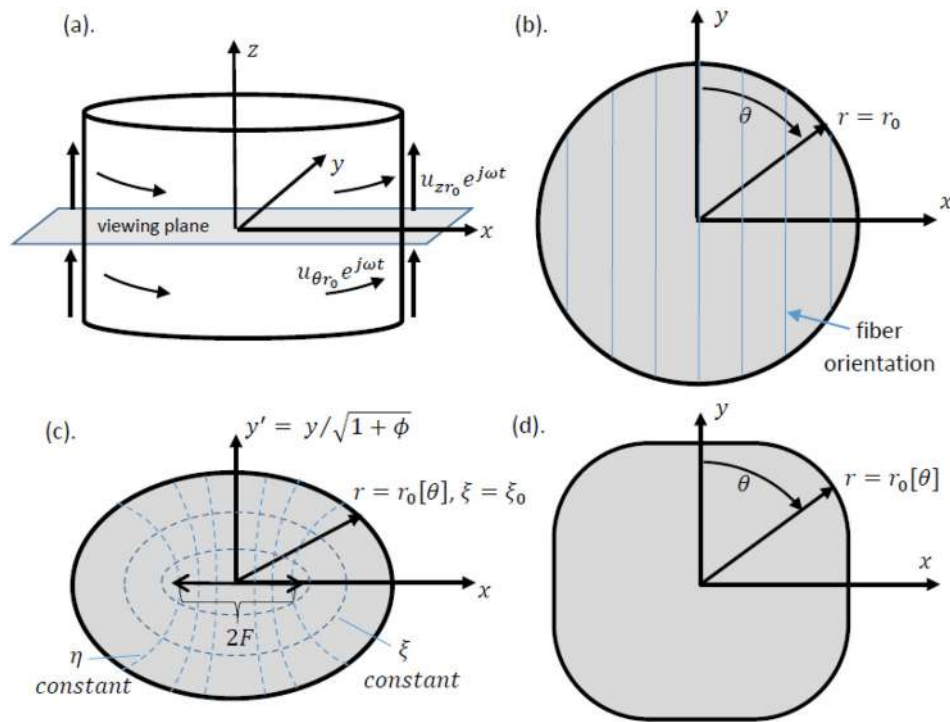 (a).
z
y
u_{zr_0}e^{jωt}
viewing plane
x
u_{θr_0}e^{jωt}
(b).
y
θ
r = r_0
x
fiber
orientation
(c).
y′ = y/√(1 + ϕ)
r = r_0[θ], ξ = ξ_0
x
2F
η
constant
ξ
constant
(d).
y
θ
r = r_0[θ]
x